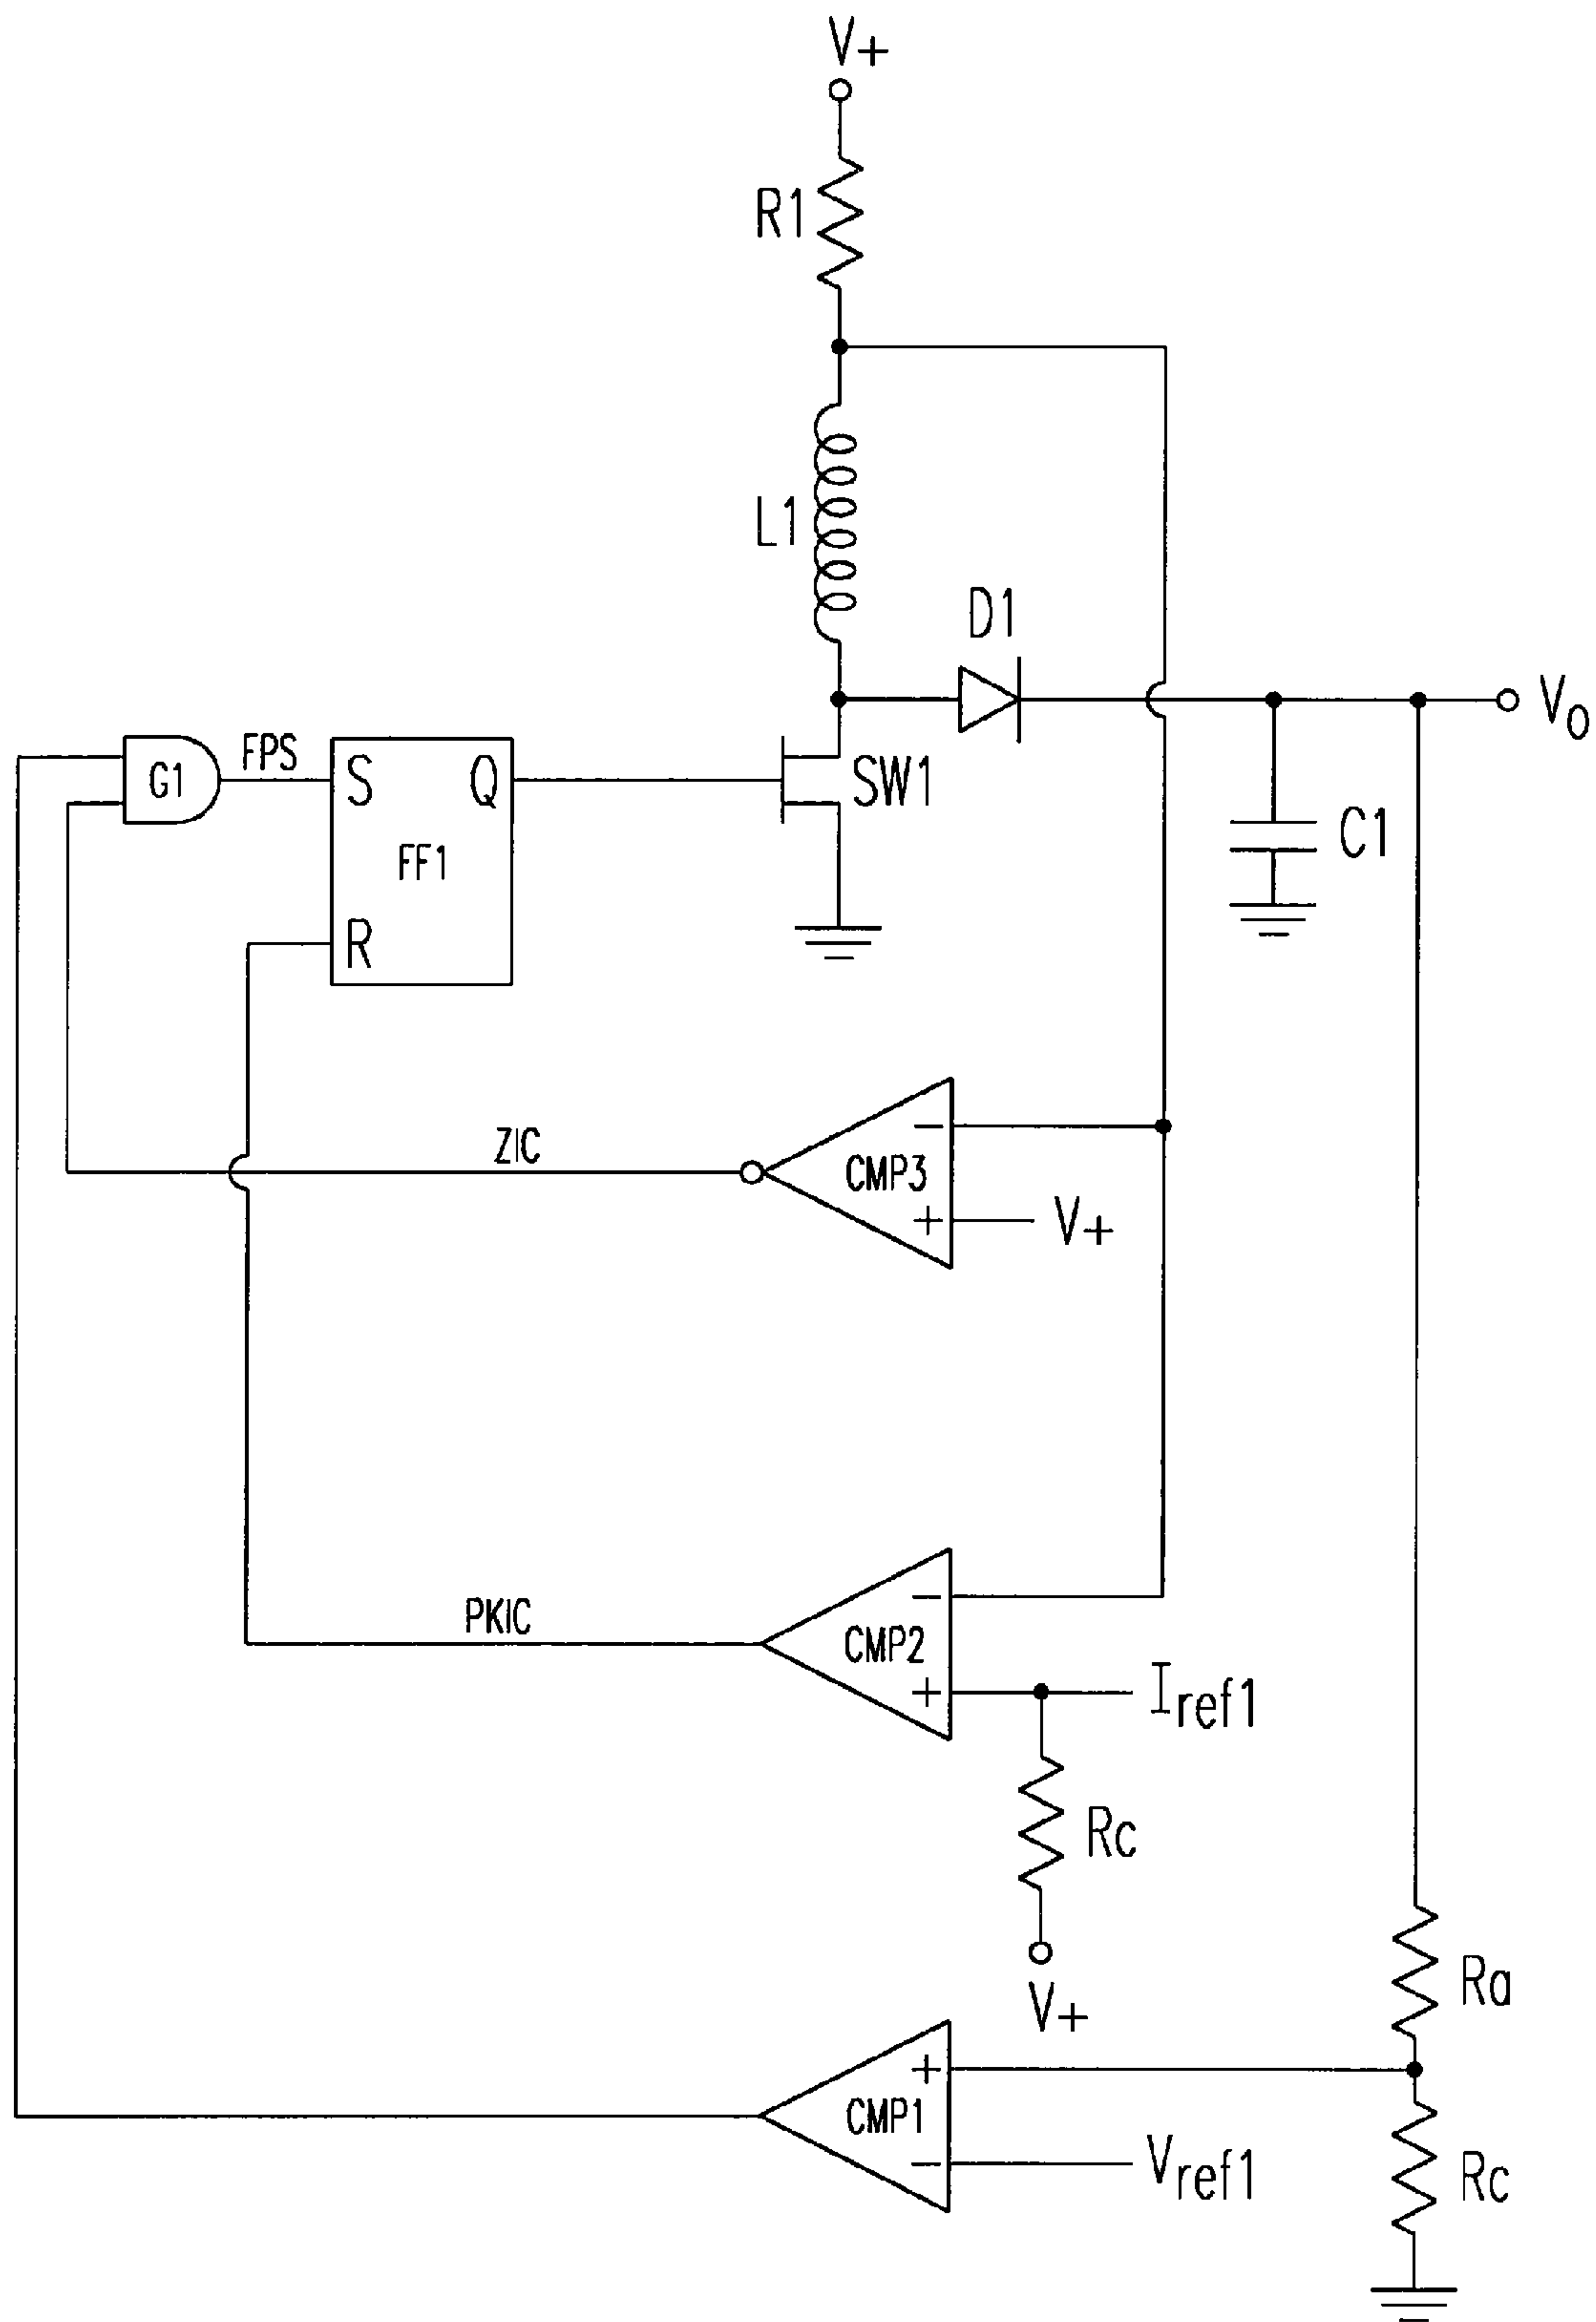 V+
R1
L1
D1
Vo
G1
FPS
S
Q
FF1
R
SW1
C1
ZIC
−
CMP3
+
V+
PKIC
−
CMP2
+
Iref1
Rc
V+
Ra
+
CMP1
−
Vref1
Rc